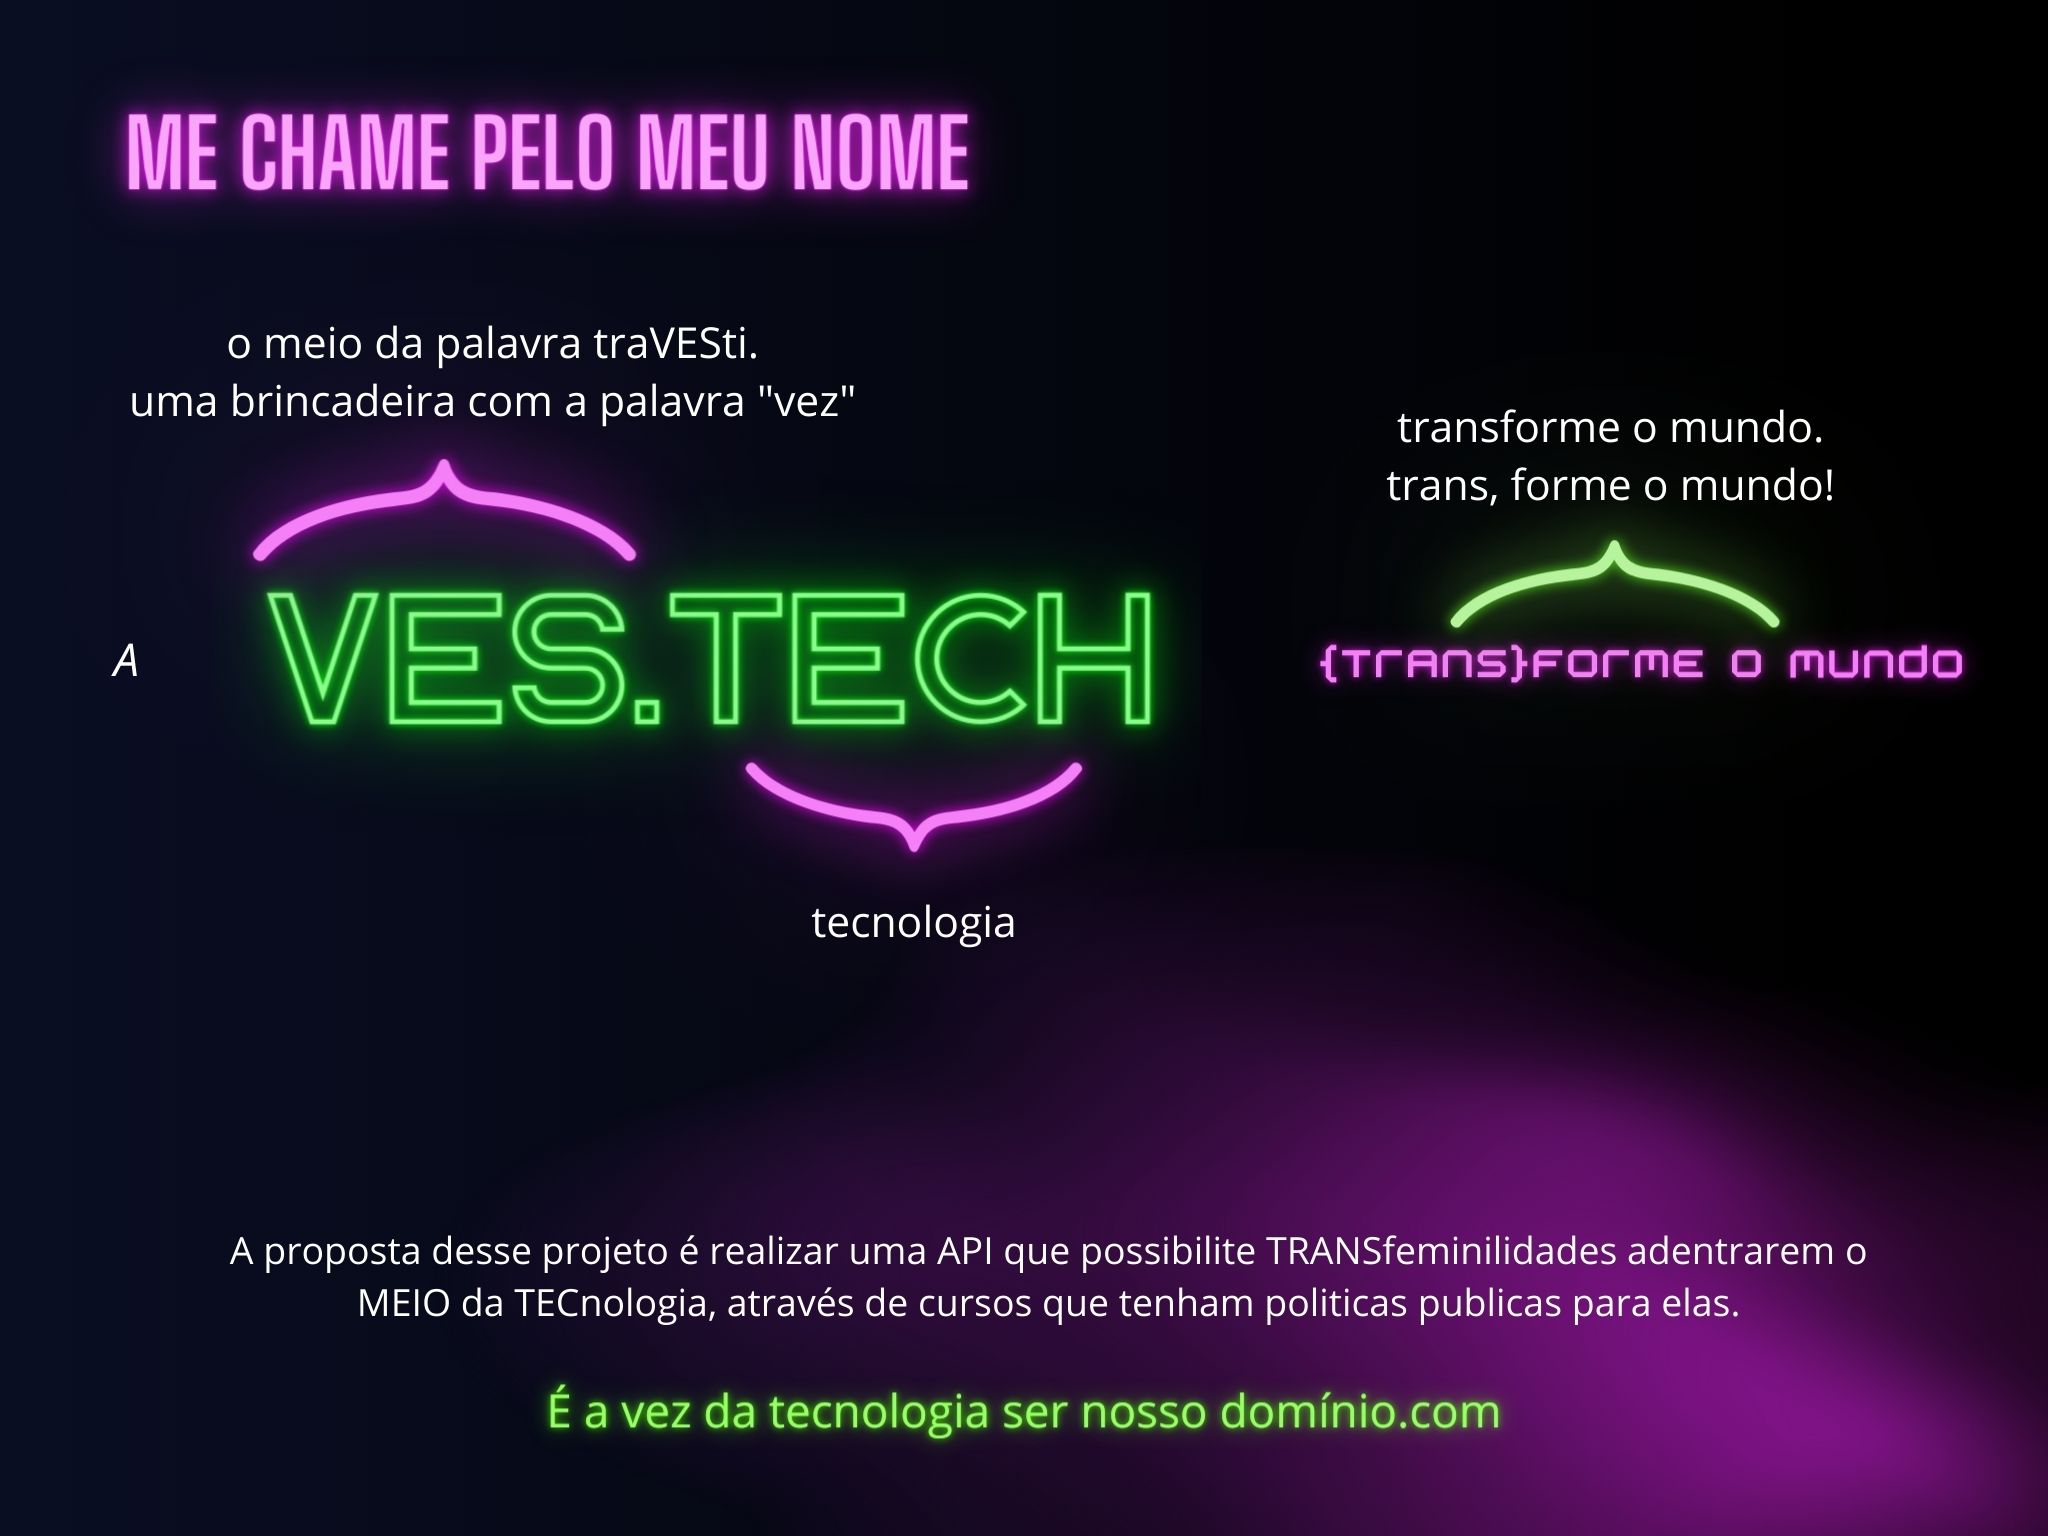 ME CHAME PELO MEU NOME
o meio da palavra traVESti.
uma brincadeira com a palavra "vez"
transforme o mundo.
trans, forme o mundo!
A
VES.TECH
{TRANS}FORME O MUNDO
tecnologia
A proposta desse projeto é realizar uma API que possibilite TRANSfeminilidades adentrarem o
MEIO da TECnologia, através de cursos que tenham politicas publicas para elas.
É a vez da tecnologia ser nosso domínio.com